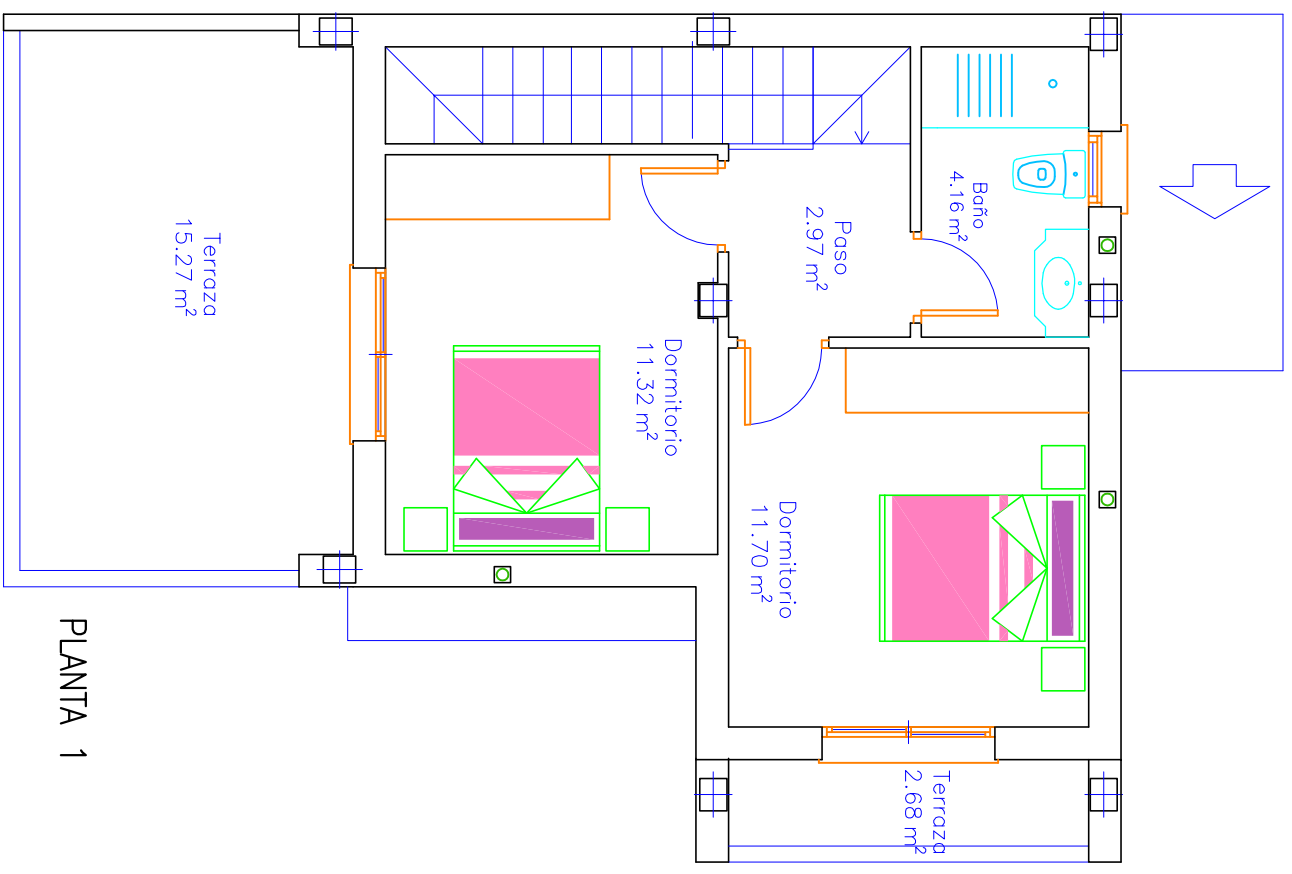 Baño
4.16 m²
Paso
2.97 m²
Terraza
15.27 m²
Dormitorio
11.32 m²
Dormitorio
11.70 m²
Terraza
2.68 m²
PLANTA 1